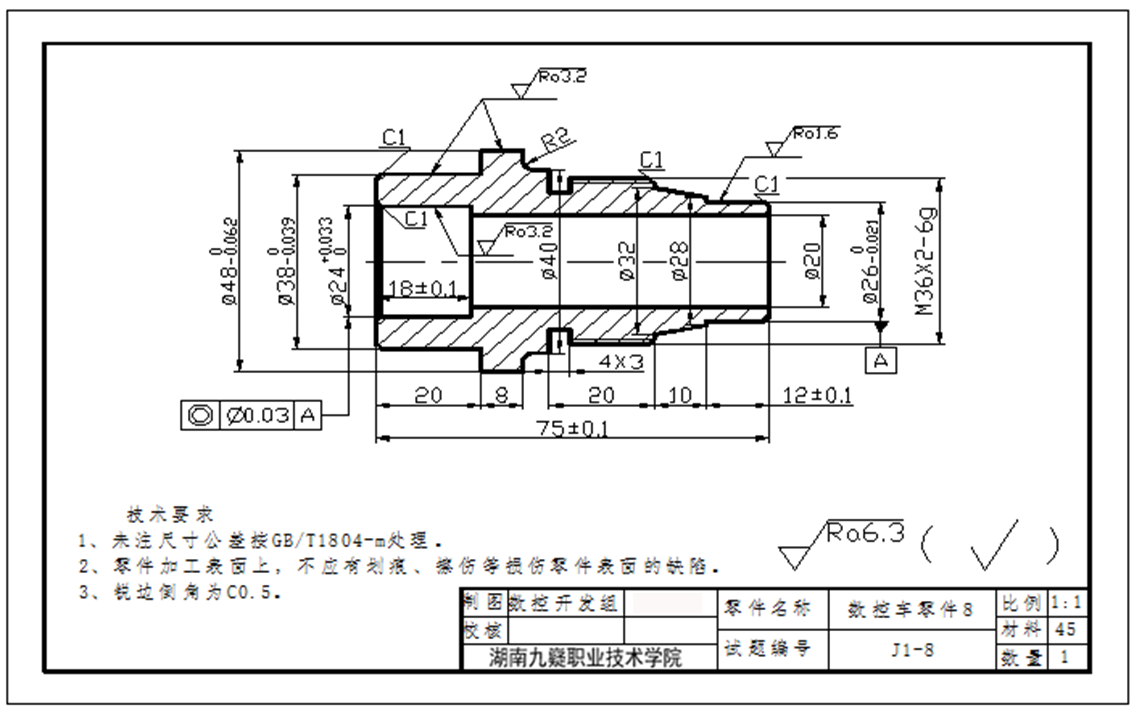 Ra3.2
C1
R2
Ra1.6
C1
C1
C1
Ra3.2
ø48 0 -0.062
ø38 0 -0.039
ø24 +0.033 0
18±0.1
ø40
ø32
ø28
ø20
ø26 0 -0.021
M36X2-6g
4X3
A
20
8
20
10
12±0.1
◎ Ø0.03 A
75±0.1
技术要求
1、未注尺寸公差按GB/T1804-m处理。
2、零件加工表面上，不应有划痕、擦伤等损伤零件表面的缺陷。
3、锐边倒角为C0.5。
Ra6.3 ( √ )
制图 数控开发组 零件名称 数控车零件8 比例 1:1
校核 材料 45
湖南九嶷职业技术学院 试题编号 J1-8 数量 1